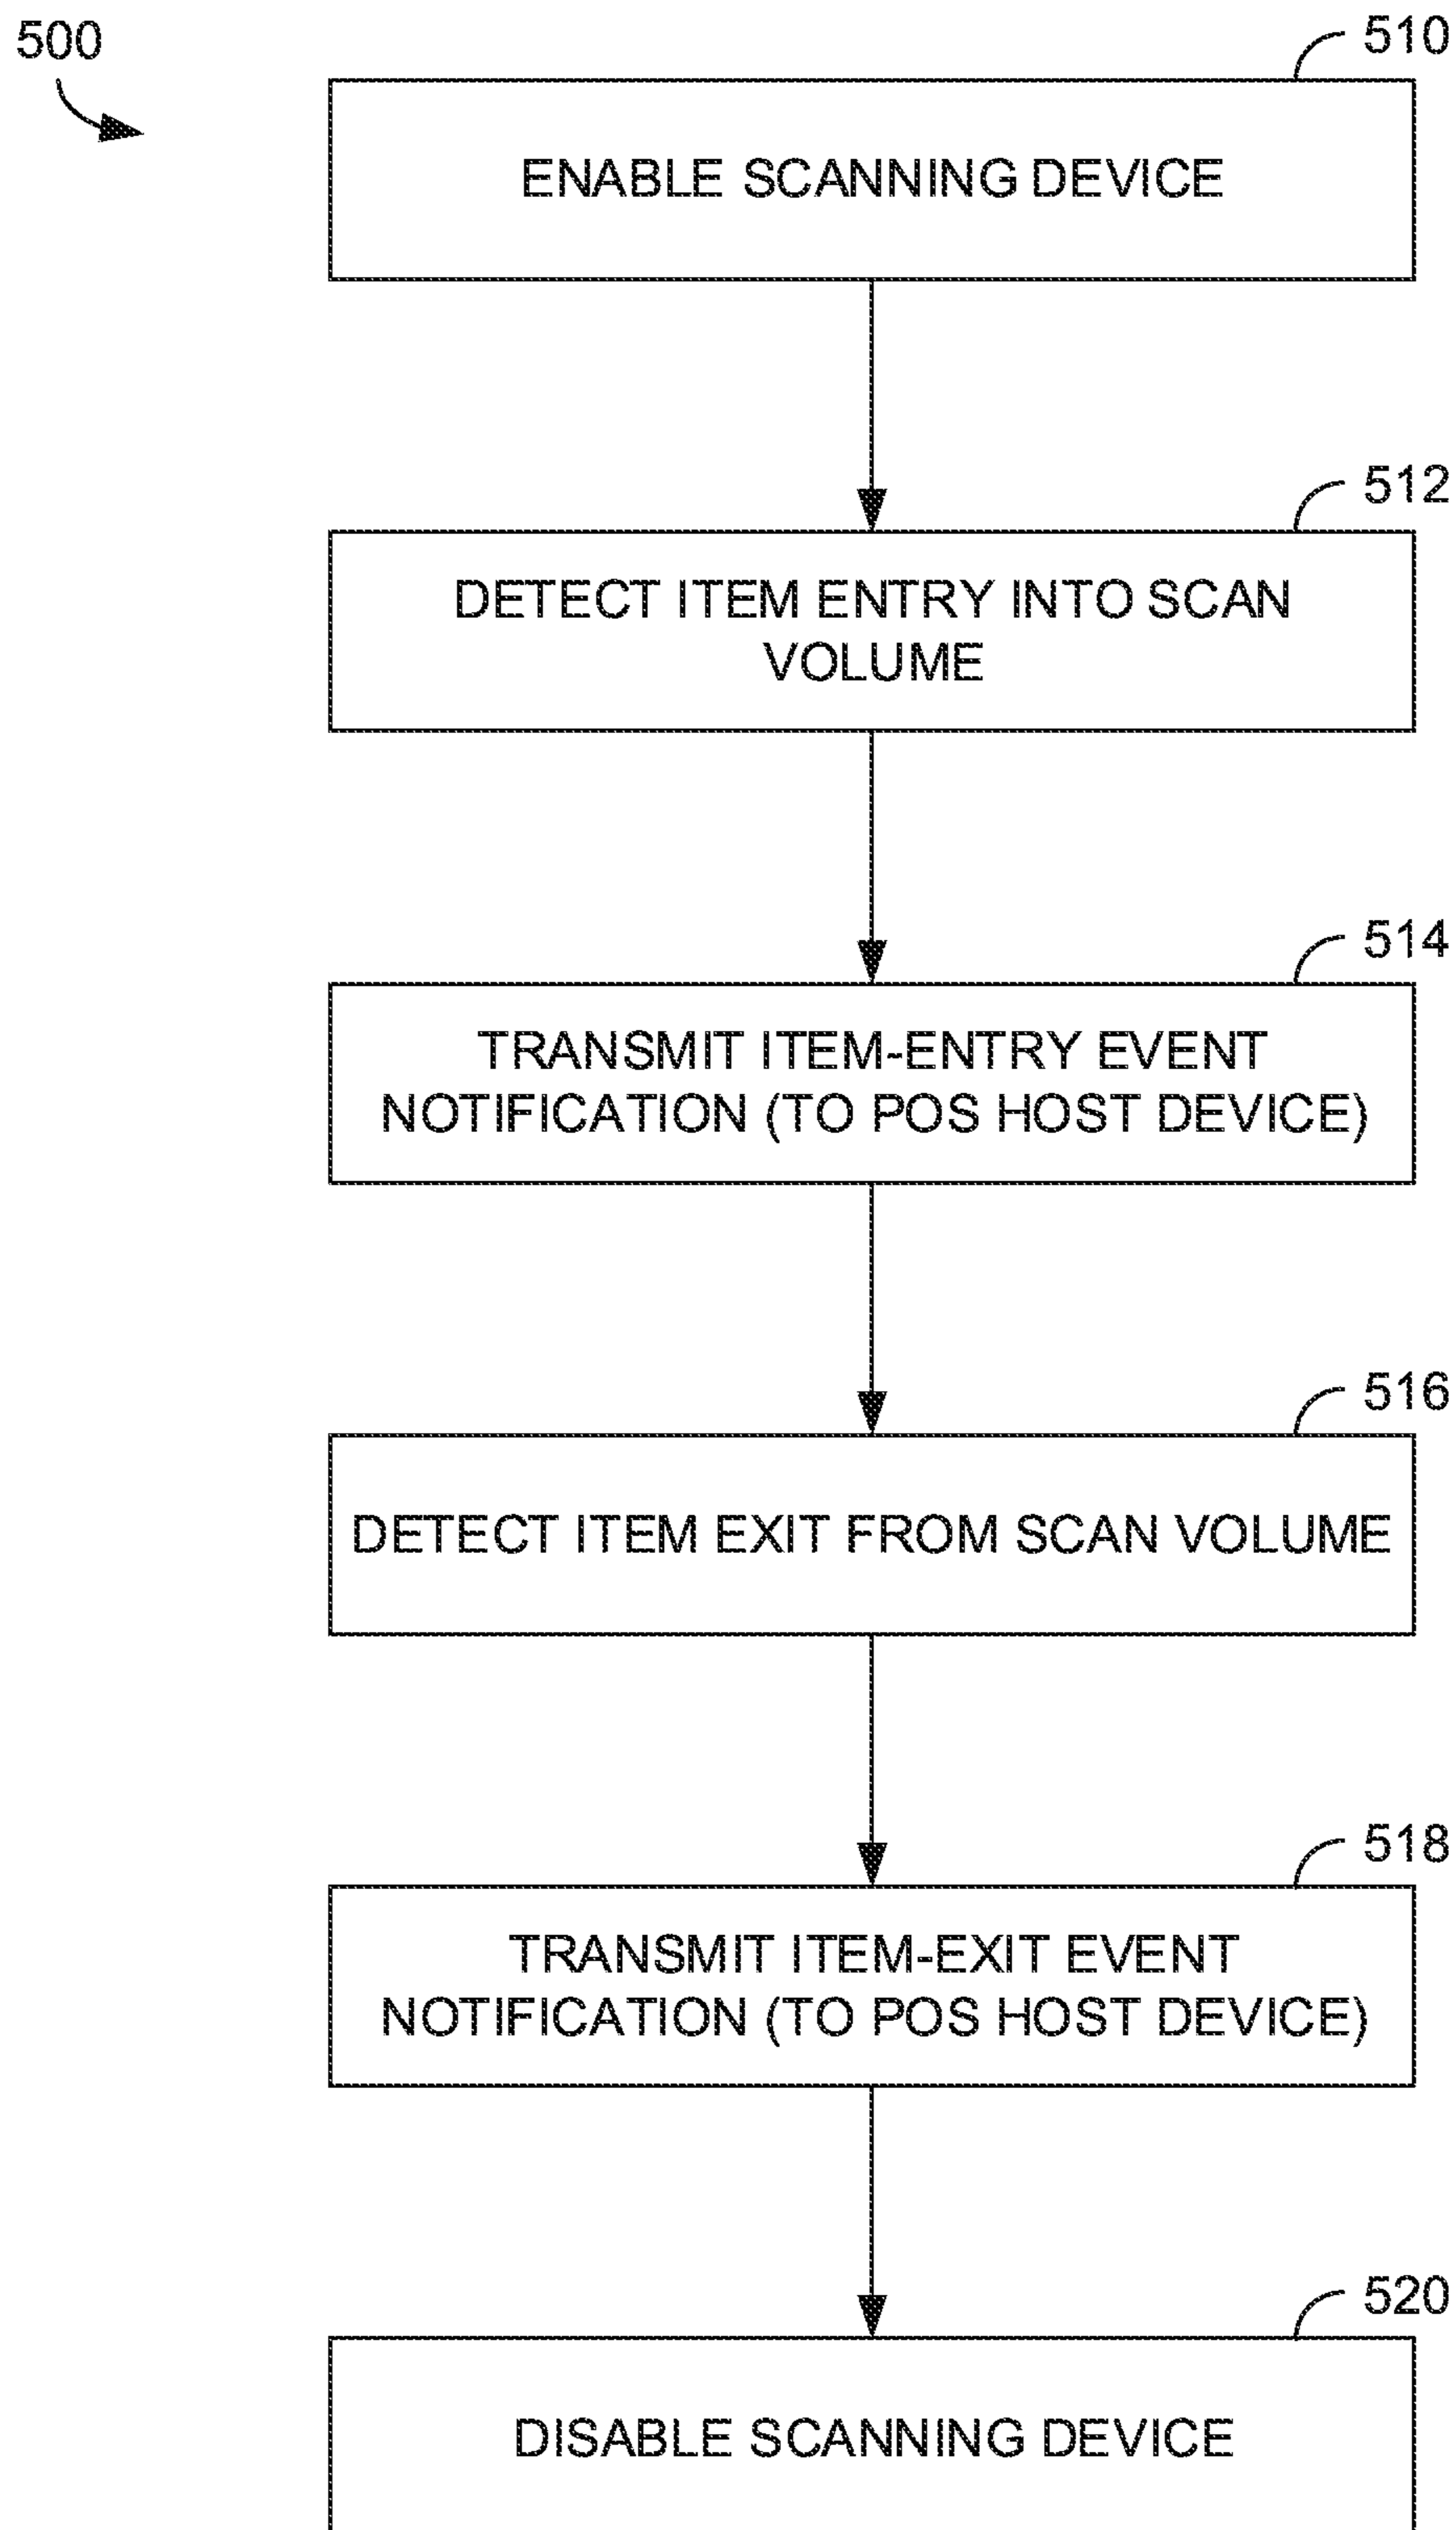 500
510
ENABLE SCANNING DEVICE
512
DETECT ITEM ENTRY INTO SCAN
VOLUME
514
TRANSMIT ITEM-ENTRY EVENT
NOTIFICATION (TO POS HOST DEVICE)
516
DETECT ITEM EXIT FROM SCAN VOLUME
518
TRANSMIT ITEM-EXIT EVENT
NOTIFICATION (TO POS HOST DEVICE)
520
DISABLE SCANNING DEVICE